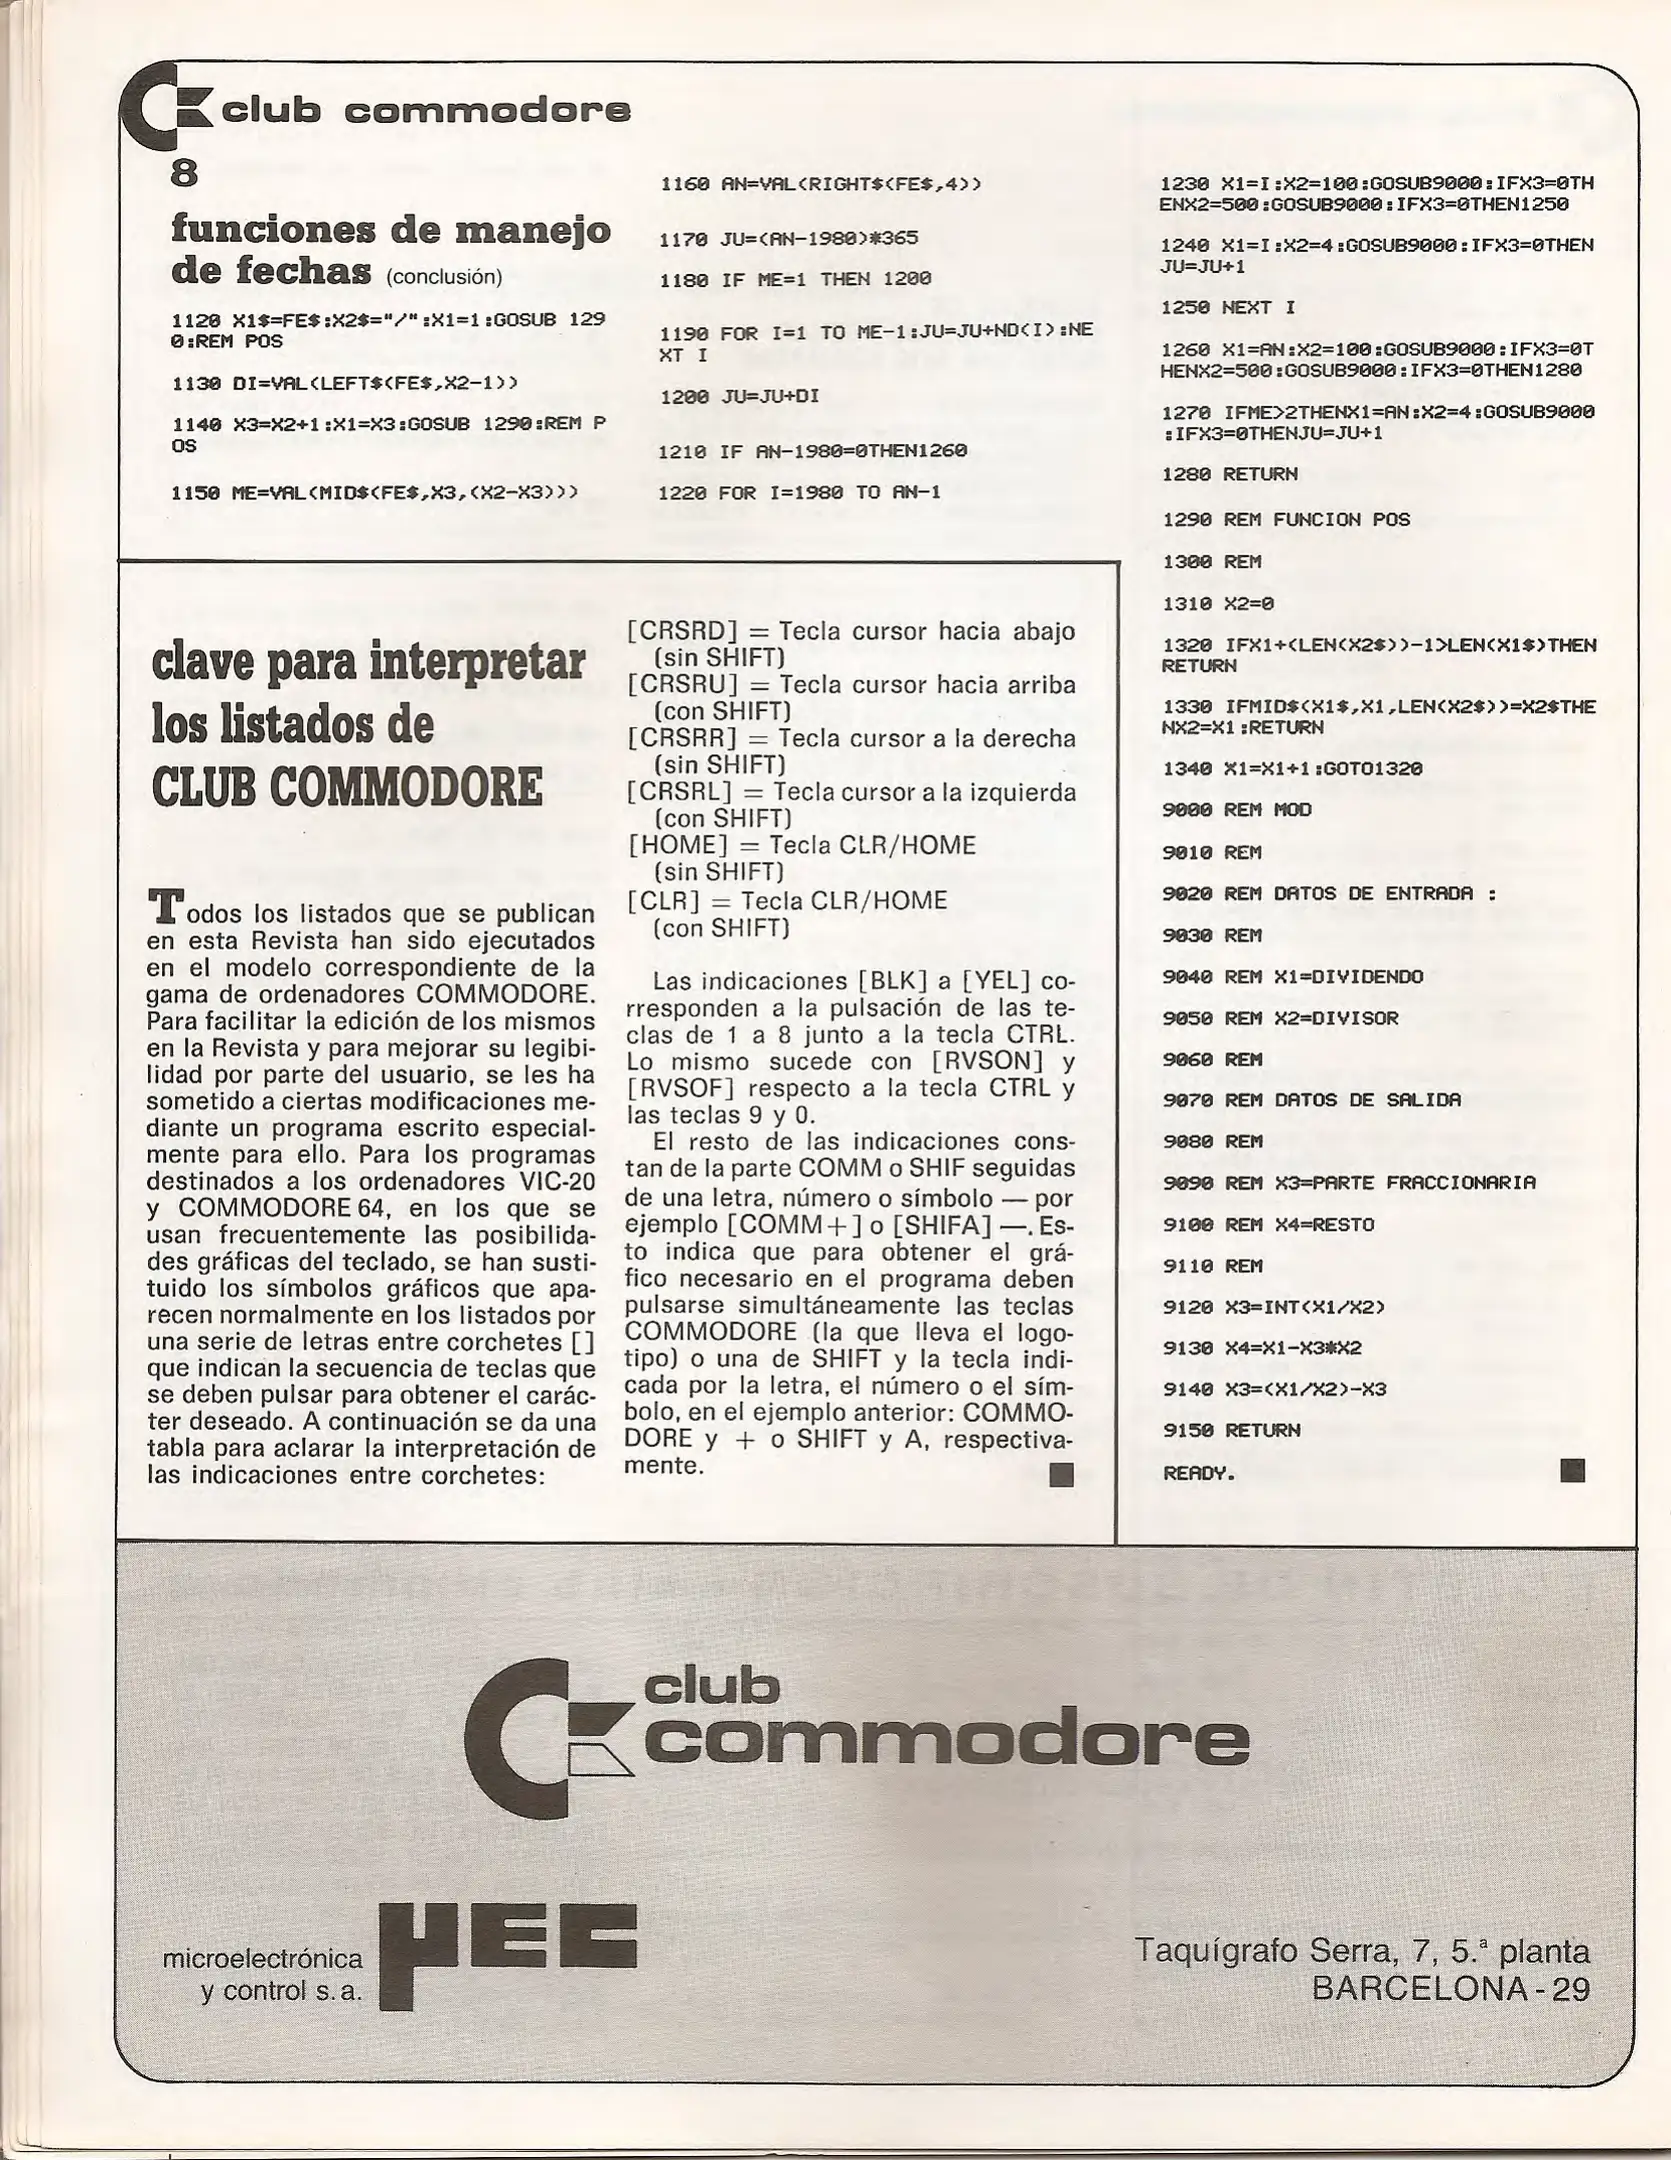 club commodore
8
funciones de manejo
de fechas (conclusión)
1120 X1$=FE$:X2$="/":X1=1:GOSUB 129
0:REM POS
1130 DI=VAL(LEFT$(FE$,X2-1))
1140 X3=X2+1:X1=X3:GOSUB 1290:REM P
OS
1150 ME=VAL(MID$(FE$,X3,(X2-X3)))
1160 AN=VAL(RIGHT$(FE$,4))
1170 JU=(AN-1980)*365
1180 IF ME=1 THEN 1200
1190 FOR I=1 TO ME-1:JU=JU+ND(I):NE
XT I
1200 JU=JU+DI
1210 IF AN-1980=0THEN1260
1220 FOR I=1980 TO AN-1
1230 X1=I:X2=100:GOSUB9000:IFX3=0TH
ENX2=500:GOSUB9000:IFX3=0THEN1250
1240 X1=I:X2=4:GOSUB9000:IFX3=0THEN
JU=JU+1
1250 NEXT I
1260 X1=AN:X2=100:GOSUB9000:IFX3=0T
HENX2=500:GOSUB9000:IFX3=0THEN1280
1270 IFME>2THENX1=AN:X2=4:GOSUB9000
:IFX3=0THENJU=JU+1
1280 RETURN
1290 REM FUNCION POS
1300 REM
1310 X2=0
1320 IFX1+(LEN(X2$))-1>LEN(X1$)THEN
RETURN
1330 IFMID$(X1$,X1,LEN(X2$))=X2$THE
NX2=X1:RETURN
1340 X1=X1+1:GOTO1320
9000 REM MOD
9010 REM
9020 REM DATOS DE ENTRADA :
9030 REM
9040 REM X1=DIVIDENDO
9050 REM X2=DIVISOR
9060 REM
9070 REM DATOS DE SALIDA
9080 REM
9090 REM X3=PARTE FRACCIONARIA
9100 REM X4=RESTO
9110 REM
9120 X3=INT(X1/X2)
9130 X4=X1-X3*X2
9140 X3=(X1/X2)-X3
9150 RETURN
READY.
clave para interpretar
los listados de
CLUB COMMODORE
Todos los listados que se publican
en esta Revista han sido ejecutados
en el modelo correspondiente de la
gama de ordenadores COMMODORE.
Para facilitar la edición de los mismos
en la Revista y para mejorar su legibi-
lidad por parte del usuario, se les ha
sometido a ciertas modificaciones me-
diante un programa escrito especial-
mente para ello. Para los programas
destinados a los ordenadores VIC-20
y COMMODORE 64, en los que se
usan frecuentemente las posibilida-
des gráficas del teclado, se han susti-
tuido los símbolos gráficos que apa-
recen normalmente en los listados por
una serie de letras entre corchetes []
que indican la secuencia de teclas que
se deben pulsar para obtener el carác-
ter deseado. A continuación se da una
tabla para aclarar la interpretación de
las indicaciones entre corchetes:
[CRSRD] = Tecla cursor hacia abajo
(sin SHIFT)
[CRSRU] = Tecla cursor hacia arriba
(con SHIFT)
[CRSRR] = Tecla cursor a la derecha
(sin SHIFT)
[CRSRL] = Tecla cursor a la izquierda
(con SHIFT)
[HOME] = Tecla CLR/HOME
(sin SHIFT)
[CLR] = Tecla CLR/HOME
(con SHIFT)
Las indicaciones [BLK] a [YEL] co-
rresponden a la pulsación de las te-
clas de 1 a 8 junto a la tecla CTRL.
Lo mismo sucede con [RVSON] y
[RVSOF] respecto a la tecla CTRL y
las teclas 9 y 0.
El resto de las indicaciones cons-
tan de la parte COMM o SHIF seguidas
de una letra, número o símbolo — por
ejemplo [COMM+] o [SHIFA] —. Es-
to indica que para obtener el grá-
fico necesario en el programa deben
pulsarse simultáneamente las teclas
COMMODORE (la que lleva el logo-
tipo) o una de SHIFT y la tecla indi-
cada por la letra, el número o el sím-
bolo, en el ejemplo anterior: COMMO-
DORE y + o SHIFT y A, respectiva-
mente.
club
commodore
microelectrónica
y control s.a.
µEC
Taquígrafo Serra, 7, 5.ª planta
BARCELONA - 29